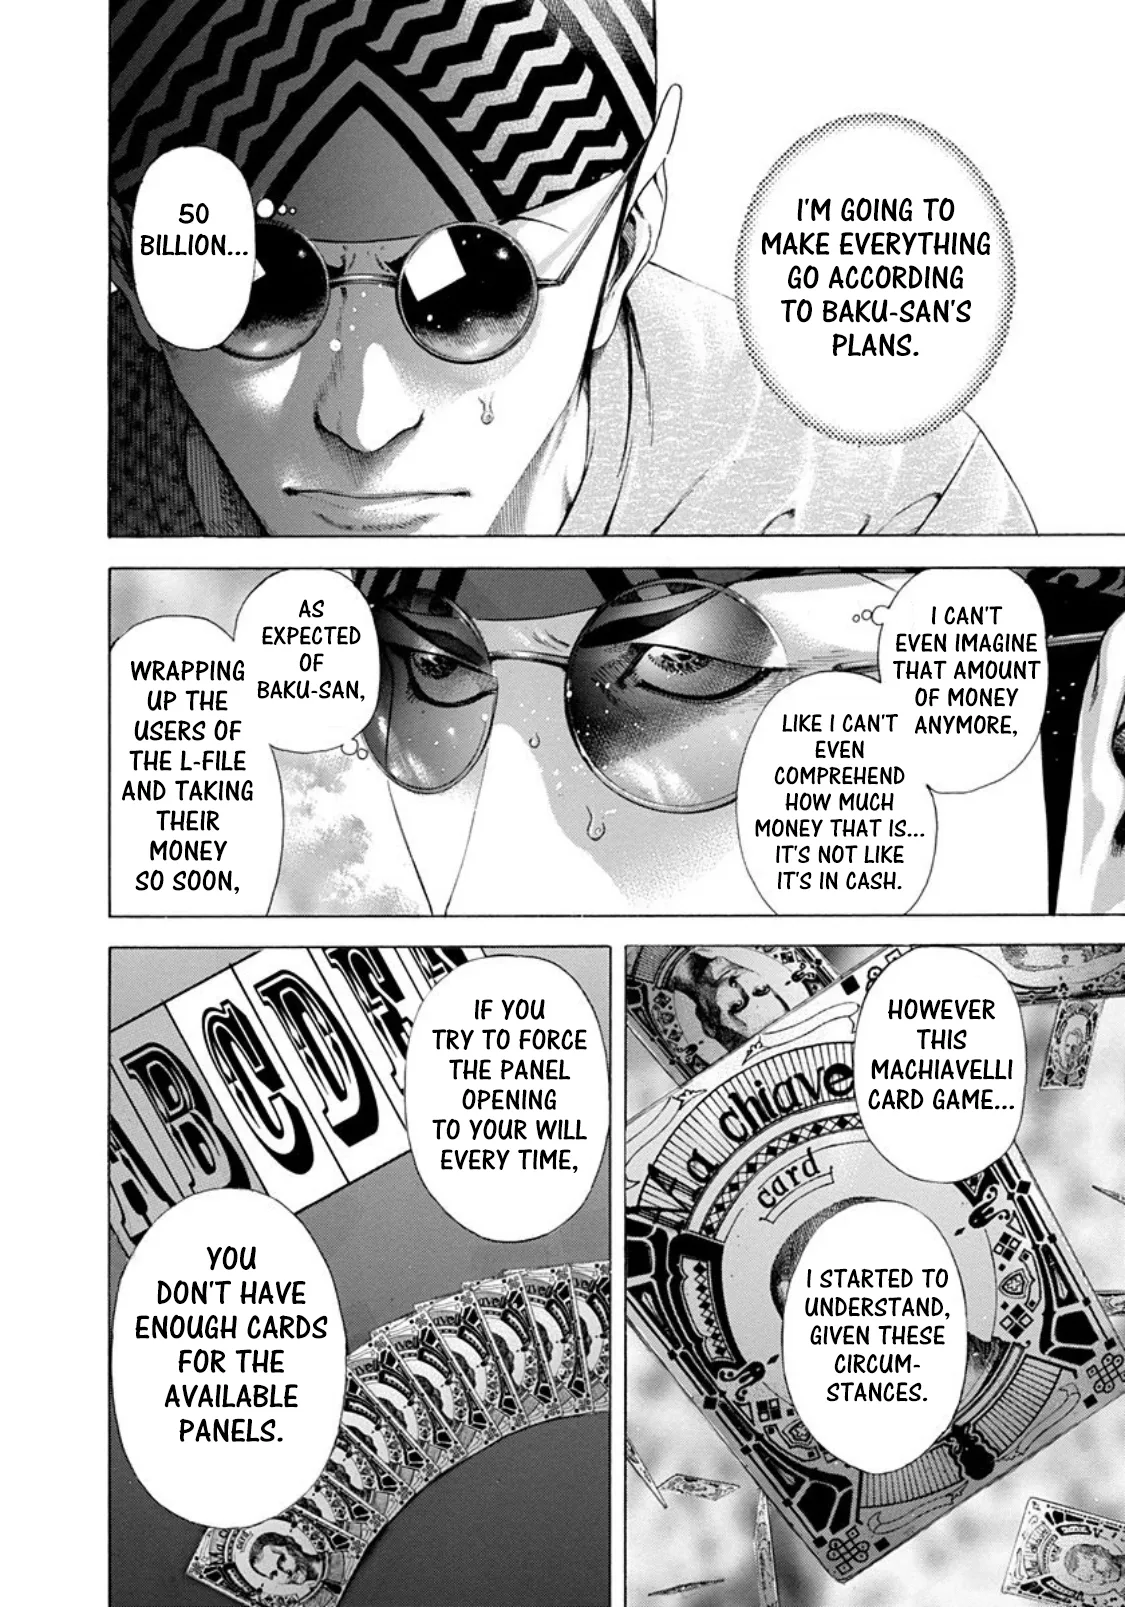 I'M GOING TO
MAKE EVERYTHING
GO ACCORDING
TO BAKU-SAN'S
PLANS.
50
BILLION...
I CAN'T
EVEN IMAGINE
THAT AMOUNT
OF MONEY
ANYMORE,
LIKE I CAN'T
EVEN
COMPREHEND
HOW MUCH
MONEY THAT IS...
IT'S NOT LIKE
IT'S IN CASH.
AS
EXPECTED
OF
BAKU-SAN,
WRAPPING
UP THE
USERS OF
THE L-FILE
AND TAKING
THEIR
MONEY
SO SOON,
HOWEVER
THIS
MACHIAVELLI
CARD GAME...
Machiave
card
I STARTED TO
UNDERSTAND,
GIVEN THESE
CIRCUM-
STANCES.
IF YOU
TRY TO FORCE
THE PANEL
OPENING
TO YOUR WILL
EVERY TIME,
A B C D E
YOU
DON'T HAVE
ENOUGH CARDS
FOR THE
AVAILABLE
PANELS.